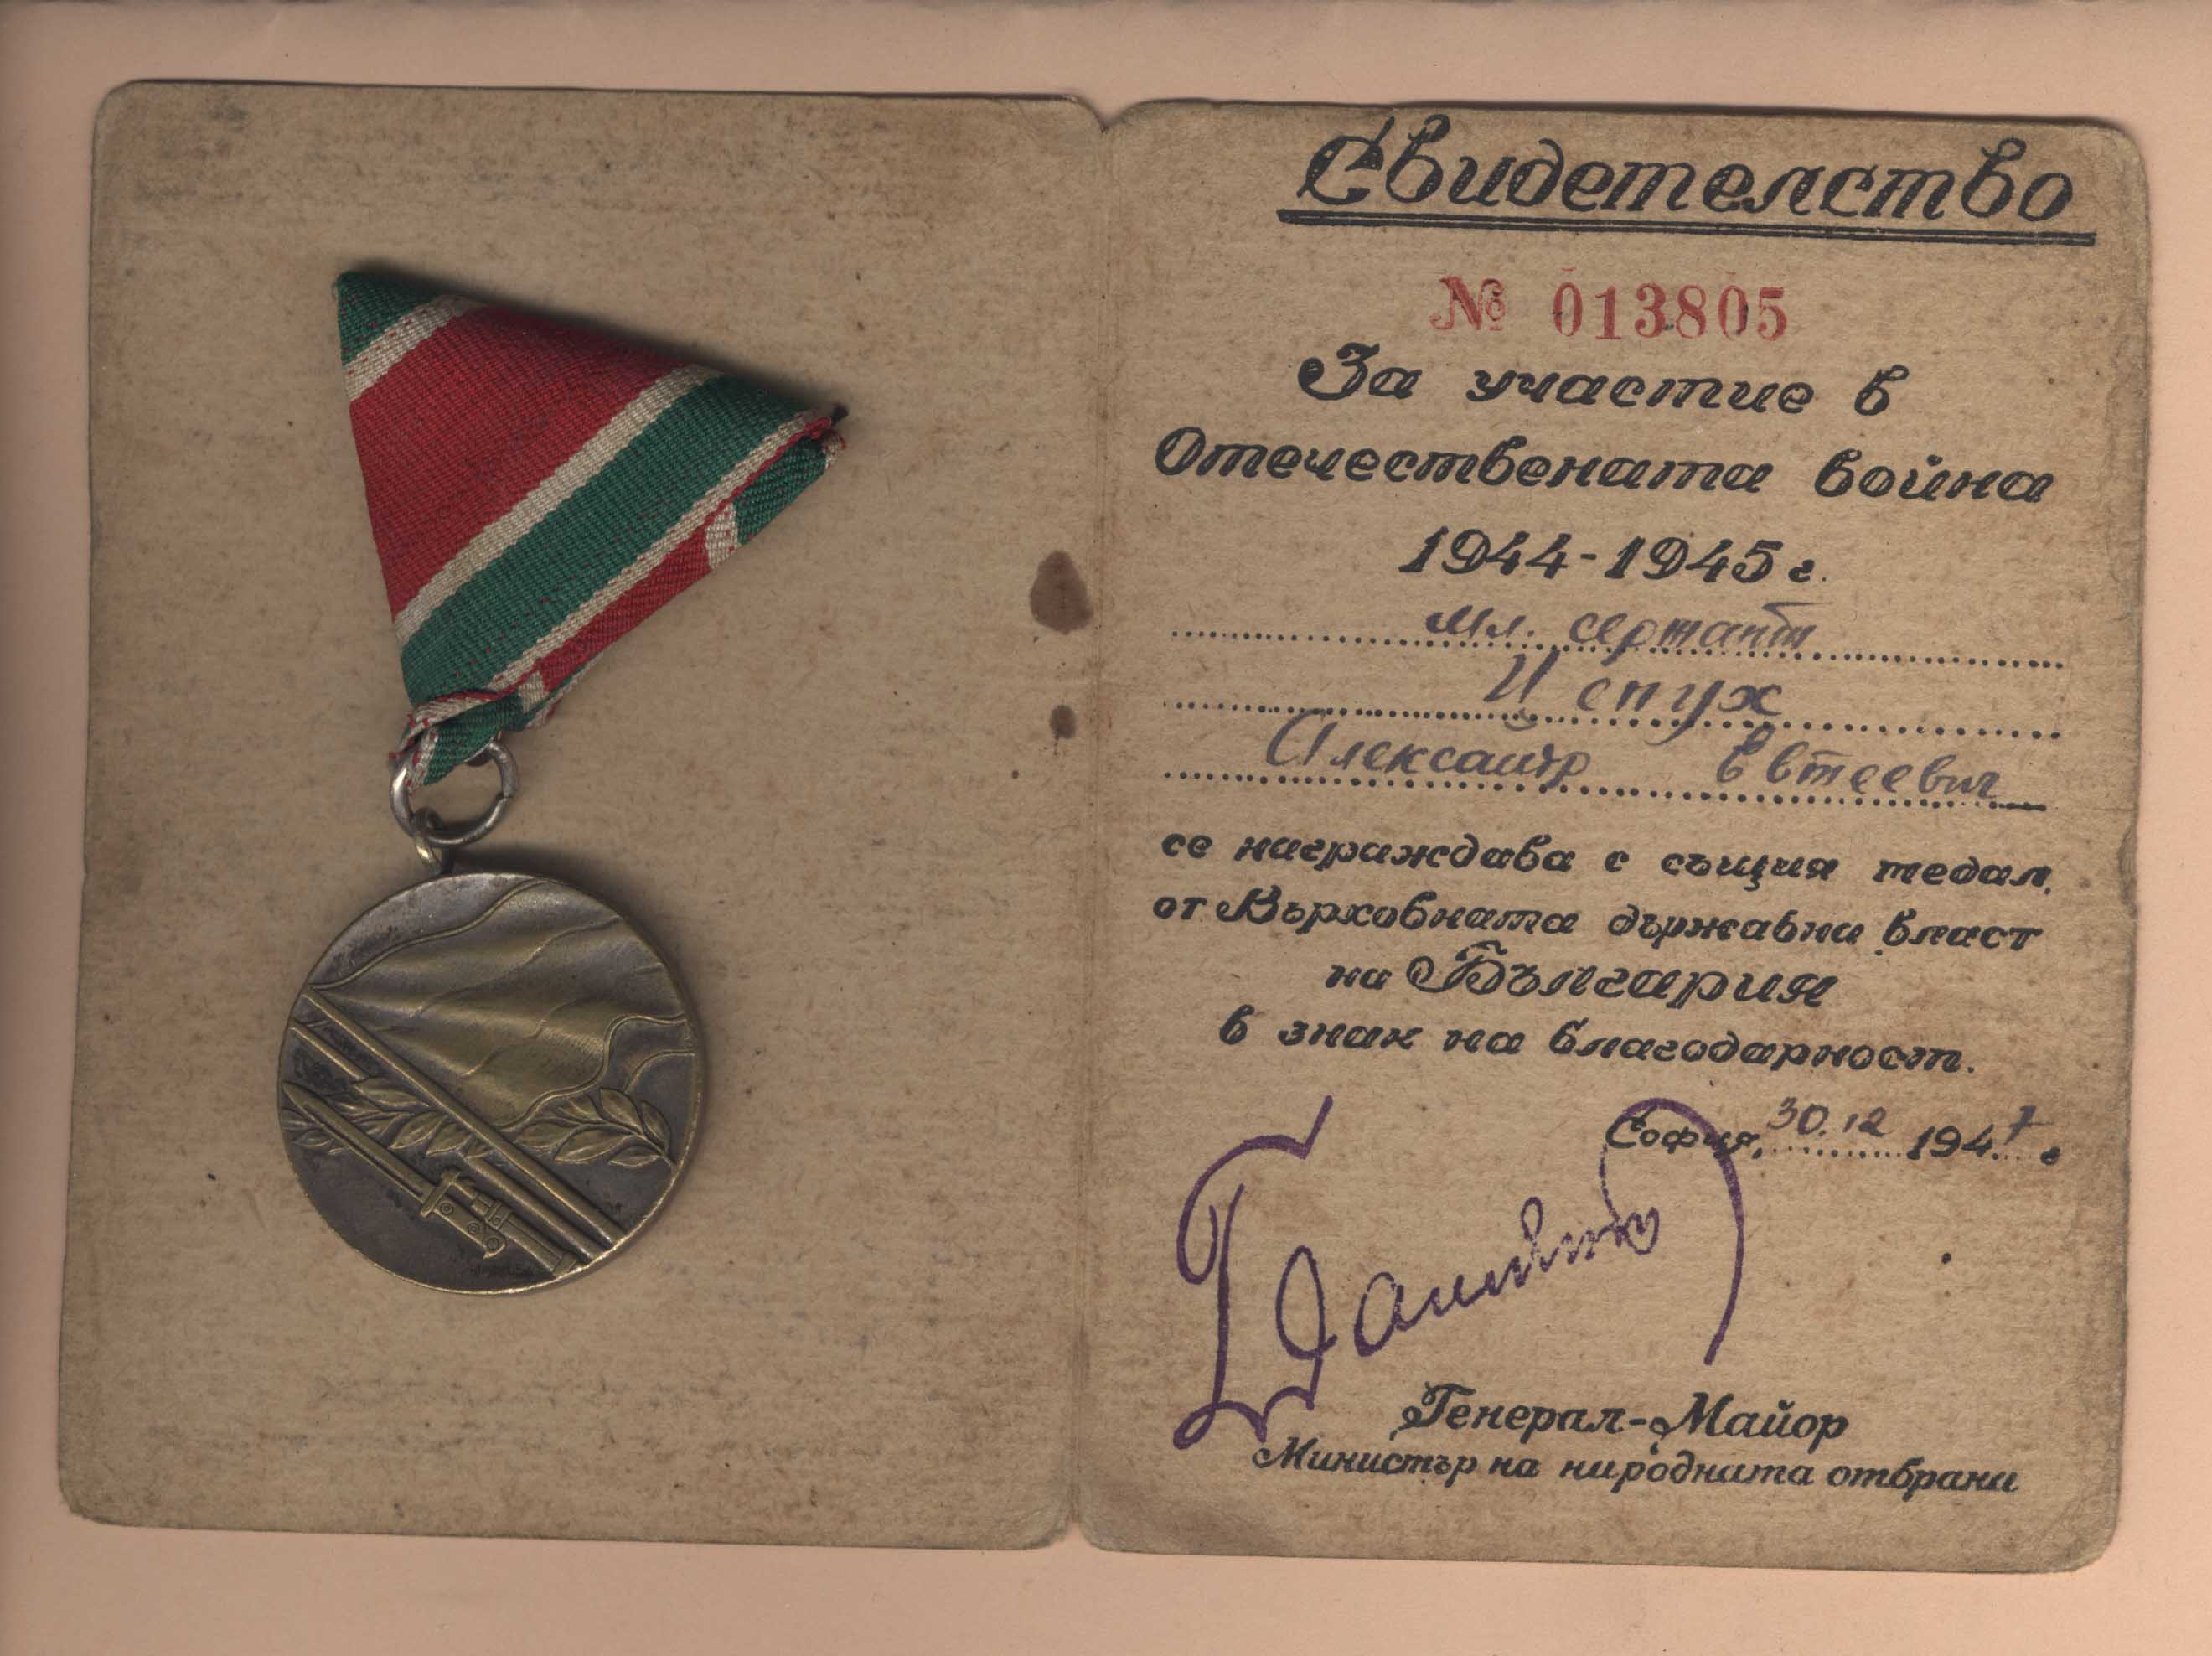 Свидетелство
№ 013805
За участие в
Отечествената война
1944-1945 г.
мл. сержант
Цепух
Александр Евтеевич
се награждава с същия медал,
от Върховната държавна власт
на България
в знак на благодарност.
София, 30.12 1947 г
Генерал-Майор
Министър на народната отбрана